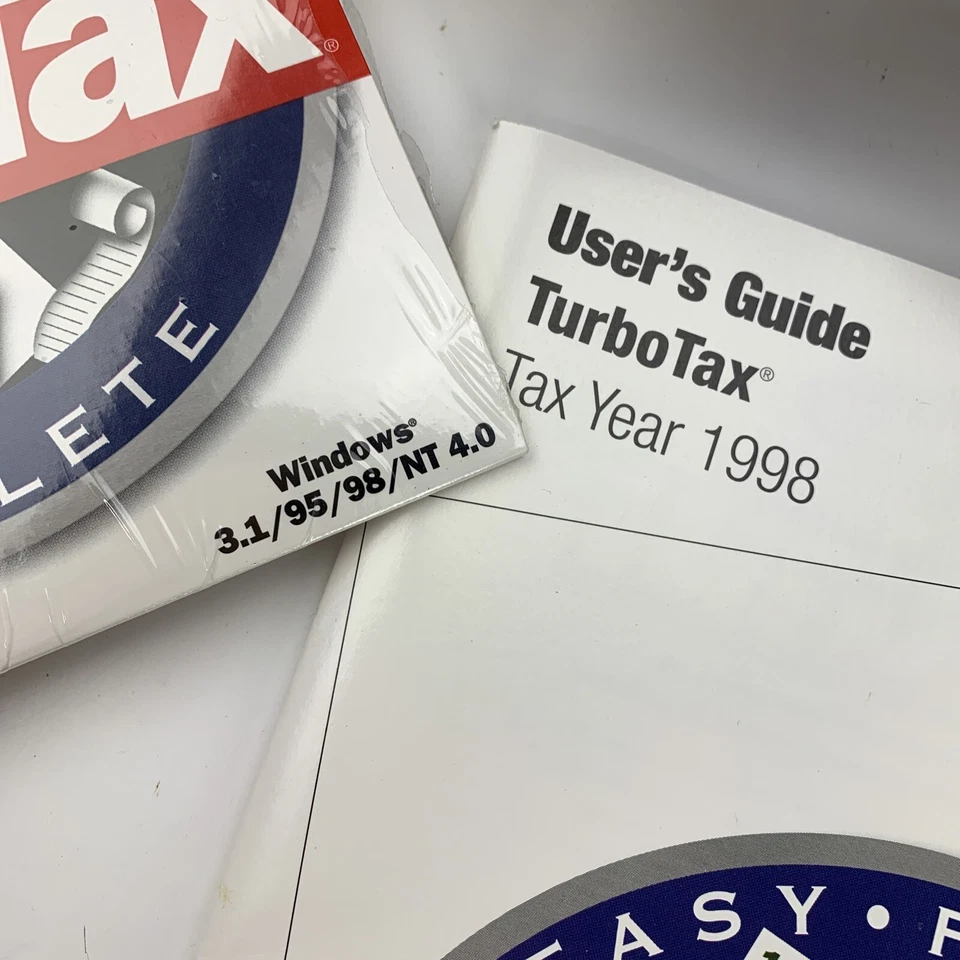 ax®
LETE
Windows®
3.1/95/98/NT 4.0
User's Guide
TurboTax®
Tax Year 1998
EASY • F